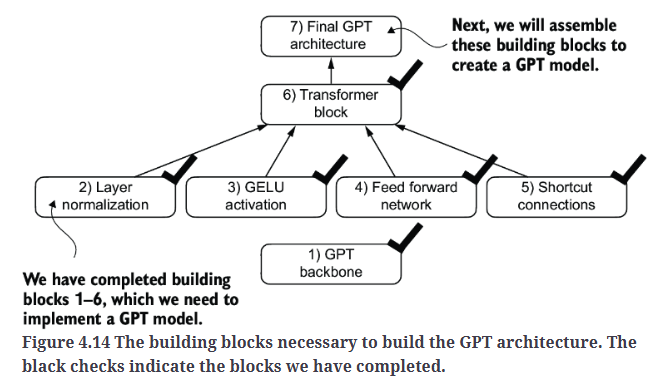 7) Final GPT
architecture
Next, we will assemble
these building blocks to
create a GPT model.
6) Transformer
block
2) Layer
normalization
3) GELU
activation
4) Feed forward
network
5) Shortcut
connections
1) GPT
backbone
We have completed building
blocks 1–6, which we need to
implement a GPT model.
Figure 4.14 The building blocks necessary to build the GPT architecture. The
black checks indicate the blocks we have completed.